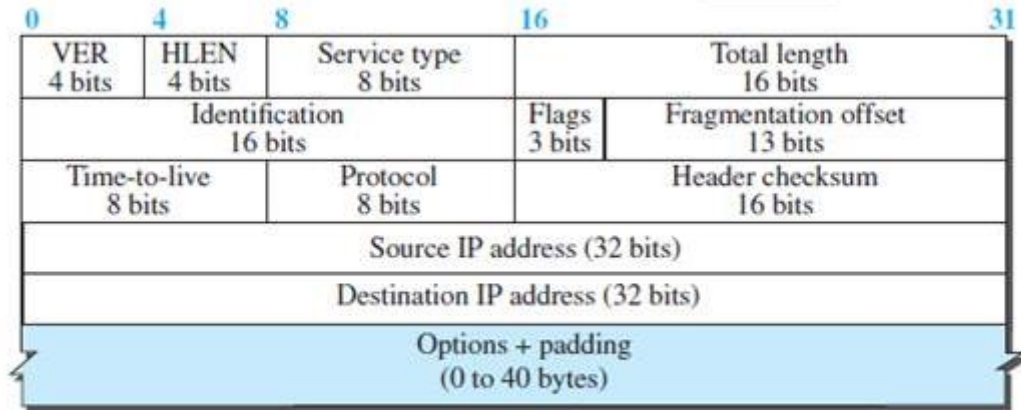 0 4 8 16 31
VER HLEN Service type Total length
4 bits 4 bits 8 bits 16 bits
Identification Flags Fragmentation offset
16 bits 3 bits 13 bits
Time-to-live Protocol Header checksum
8 bits 8 bits 16 bits
Source IP address (32 bits)
Destination IP address (32 bits)
Options + padding
(0 to 40 bytes)